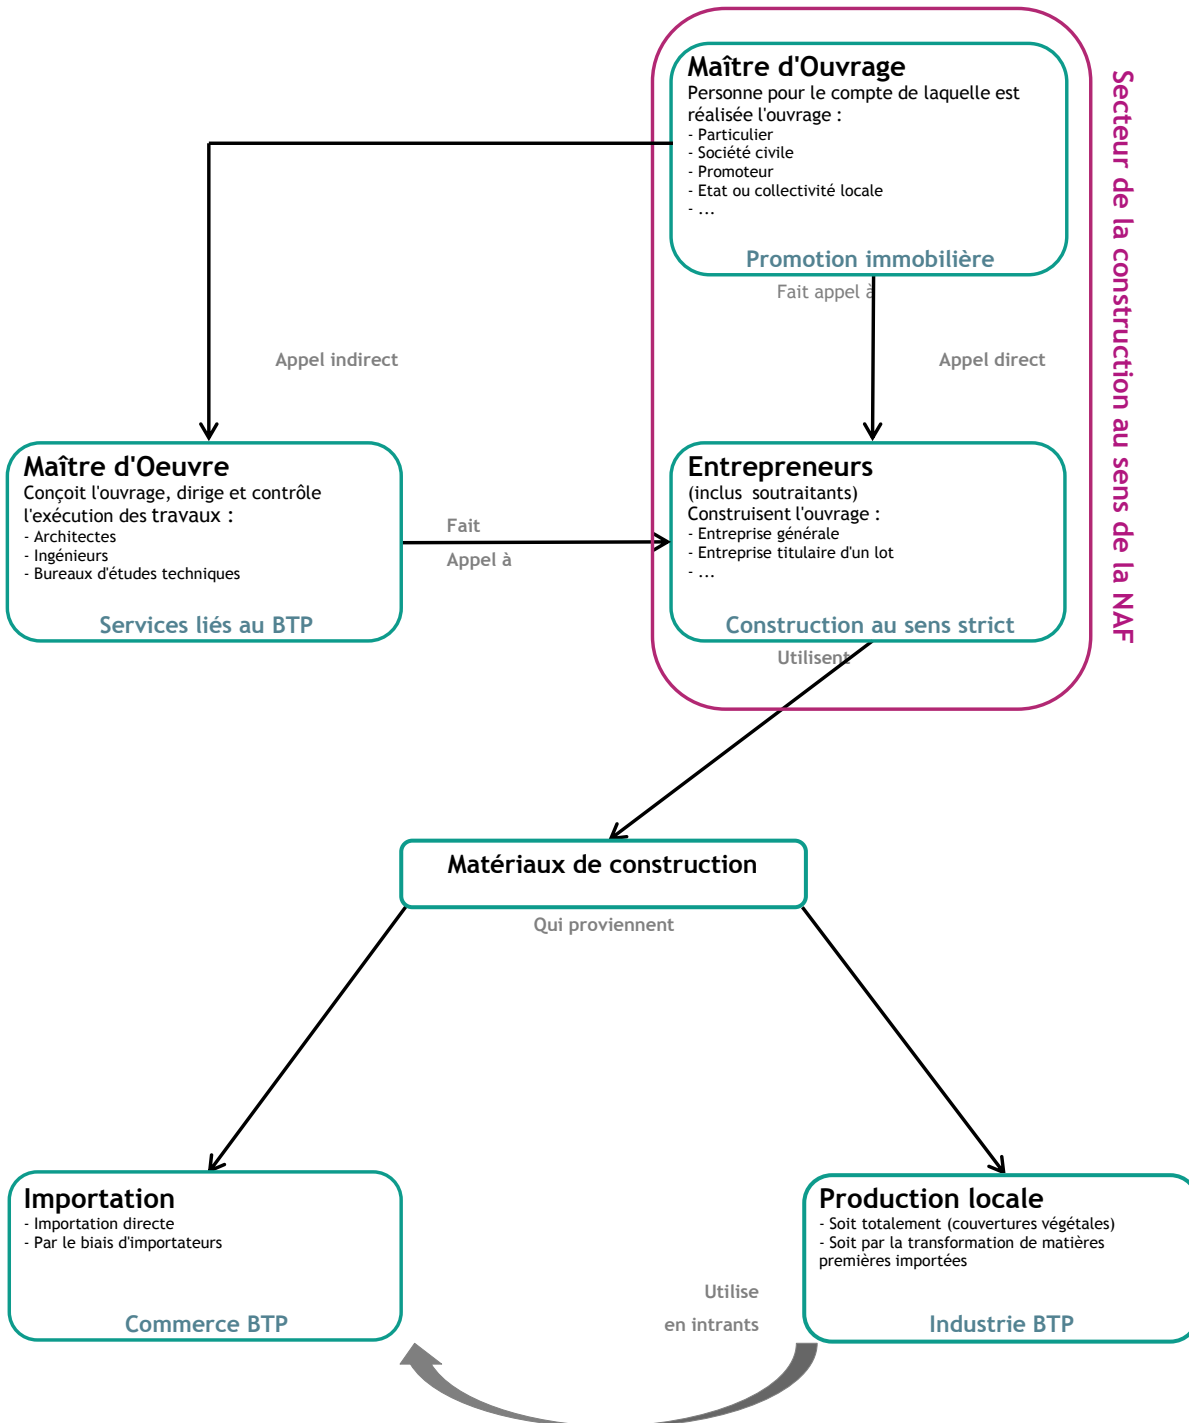 Maître d'Ouvrage
Personne pour le compte de laquelle est
réalisée l'ouvrage :
- Particulier
- Société civile
- Promoteur
- Etat ou collectivité locale
- ...
Promotion immobilière
Fait appel à
Secteur de la construction au sens de la NAF
Appel indirect
Appel direct
Maître d'Oeuvre
Conçoit l'ouvrage, dirige et contrôle
l'exécution des travaux :
- Architectes
- Ingénieurs
- Bureaux d'études techniques
Services liés au BTP
Fait
Appel à
Entrepreneurs
(inclus soutraitants)
Construisent l'ouvrage :
- Entreprise générale
- Entreprise titulaire d'un lot
- ...
Construction au sens strict
Utilisent
Matériaux de construction
Qui proviennent
Importation
- Importation directe
- Par le biais d'importateurs
Commerce BTP
Utilise
en intrants
Production locale
- Soit totalement (couvertures végétales)
- Soit par la transformation de matières
premières importées
Industrie BTP